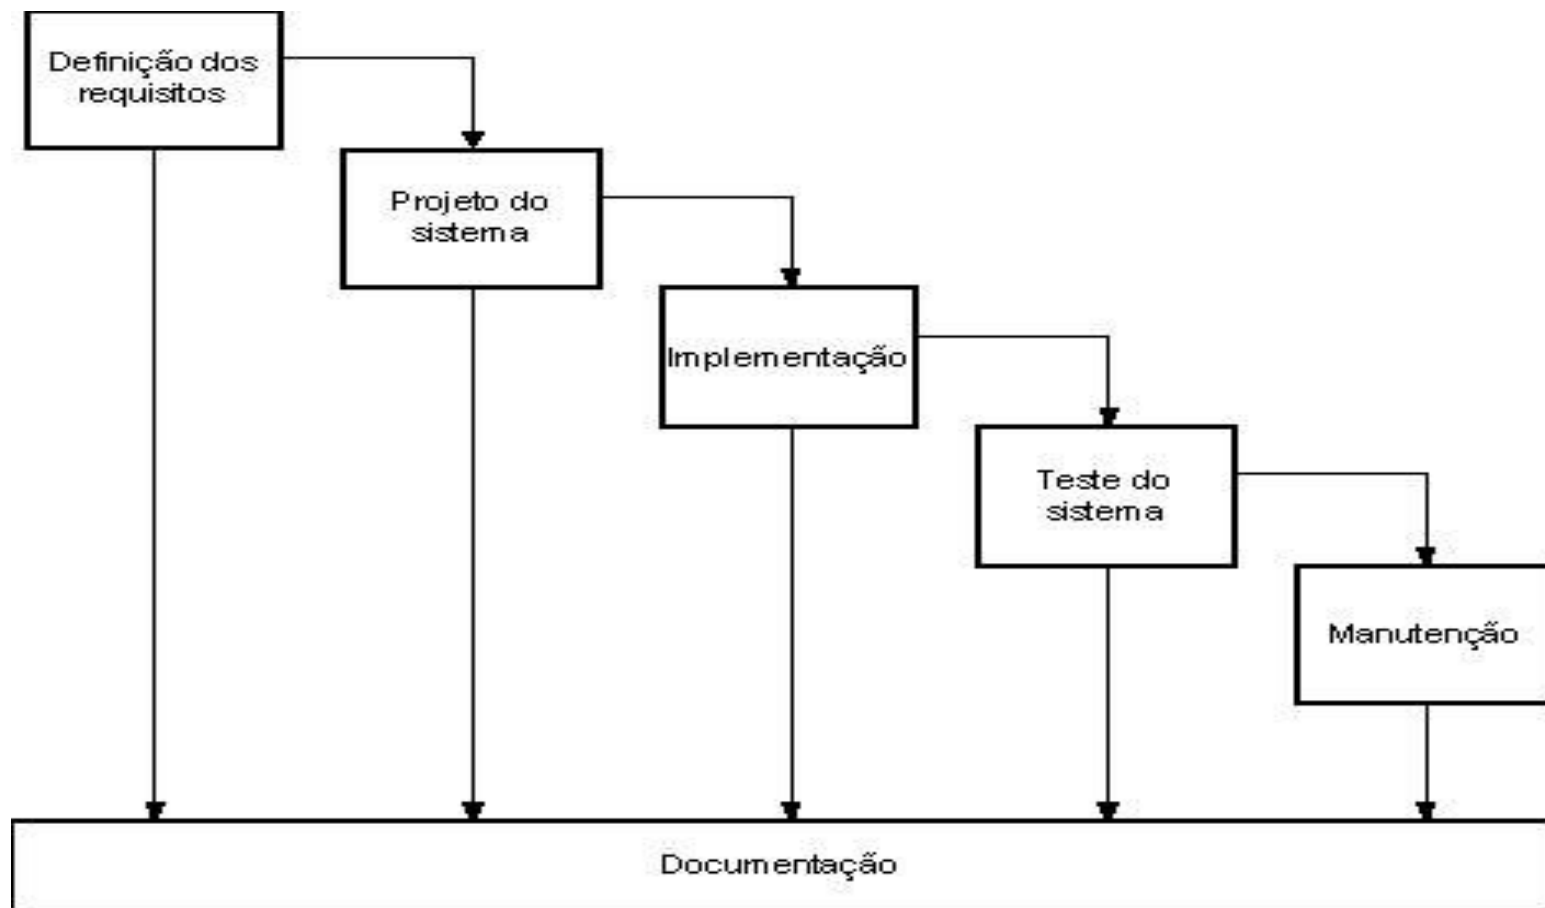 Definição dos
requisitos
Projeto do
sistema
Implementação
Teste do
sistema
Manutenção
Documentação